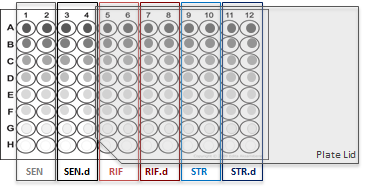 1 2 3 4 5 6 7 8 9 10 11 12
A
B
C
D
E
F
G
H
SEN SEN.d RIF RIF.d STR STR.d
Plate Lid